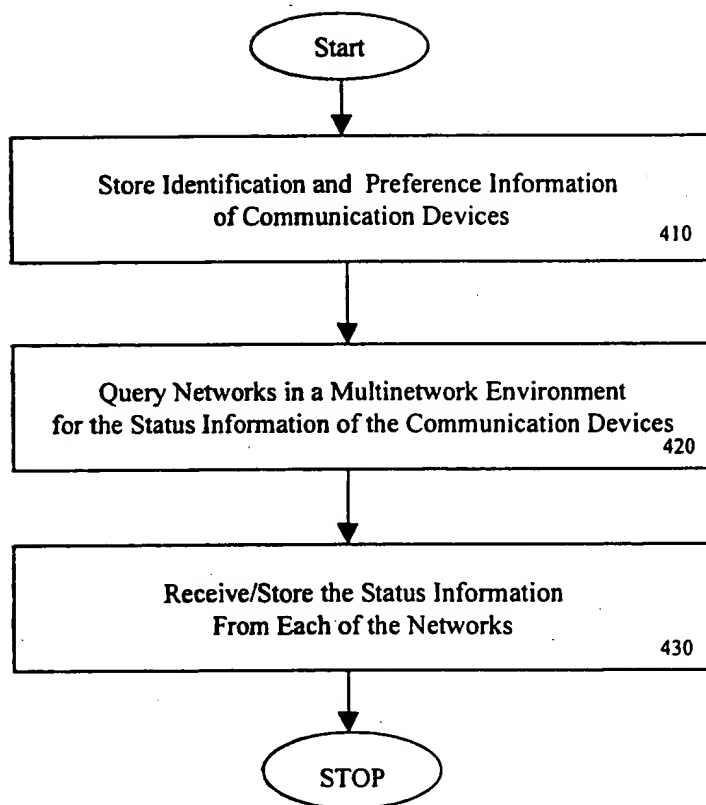 Start
Store Identification and Preference Information
of Communication Devices
410
Query Networks in a Multinetwork Environment
for the Status Information of the Communication Devices
420
Receive/Store the Status Information
From Each of the Networks
430
STOP